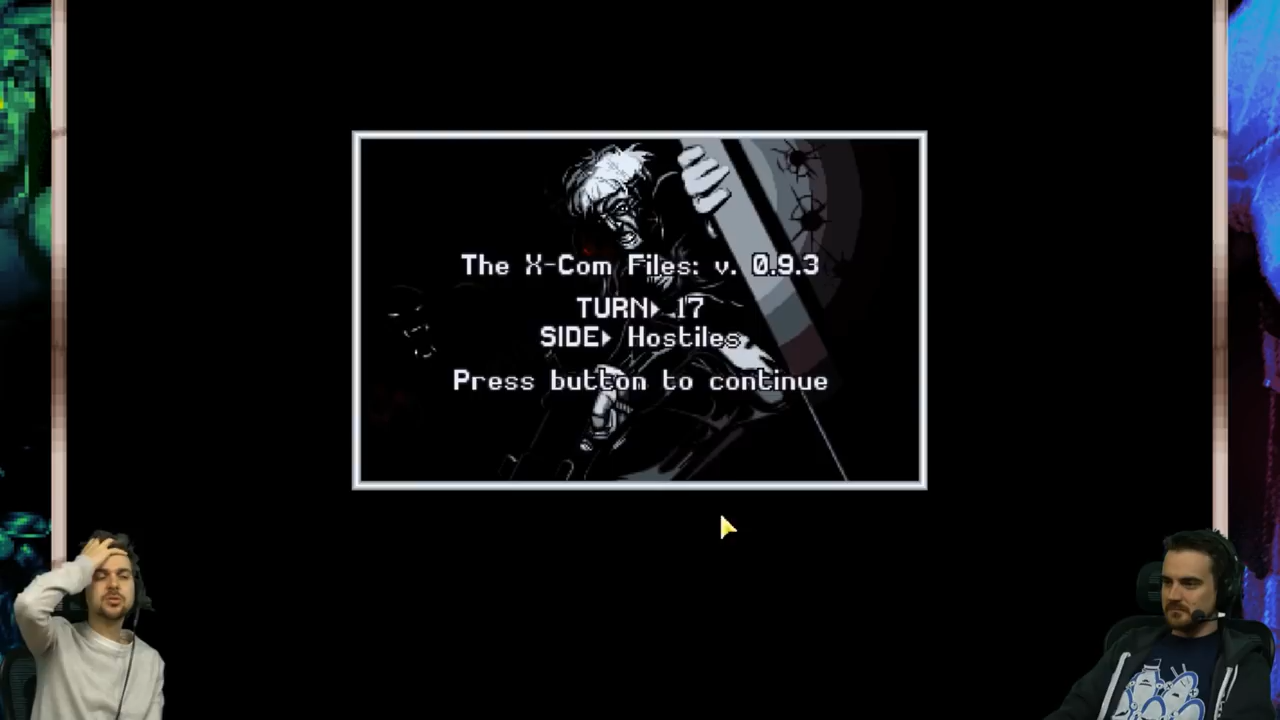 The X-Com Files: v. 0.9.3
TURN▸ 17
SIDE▸ Hostiles
Press button to continue